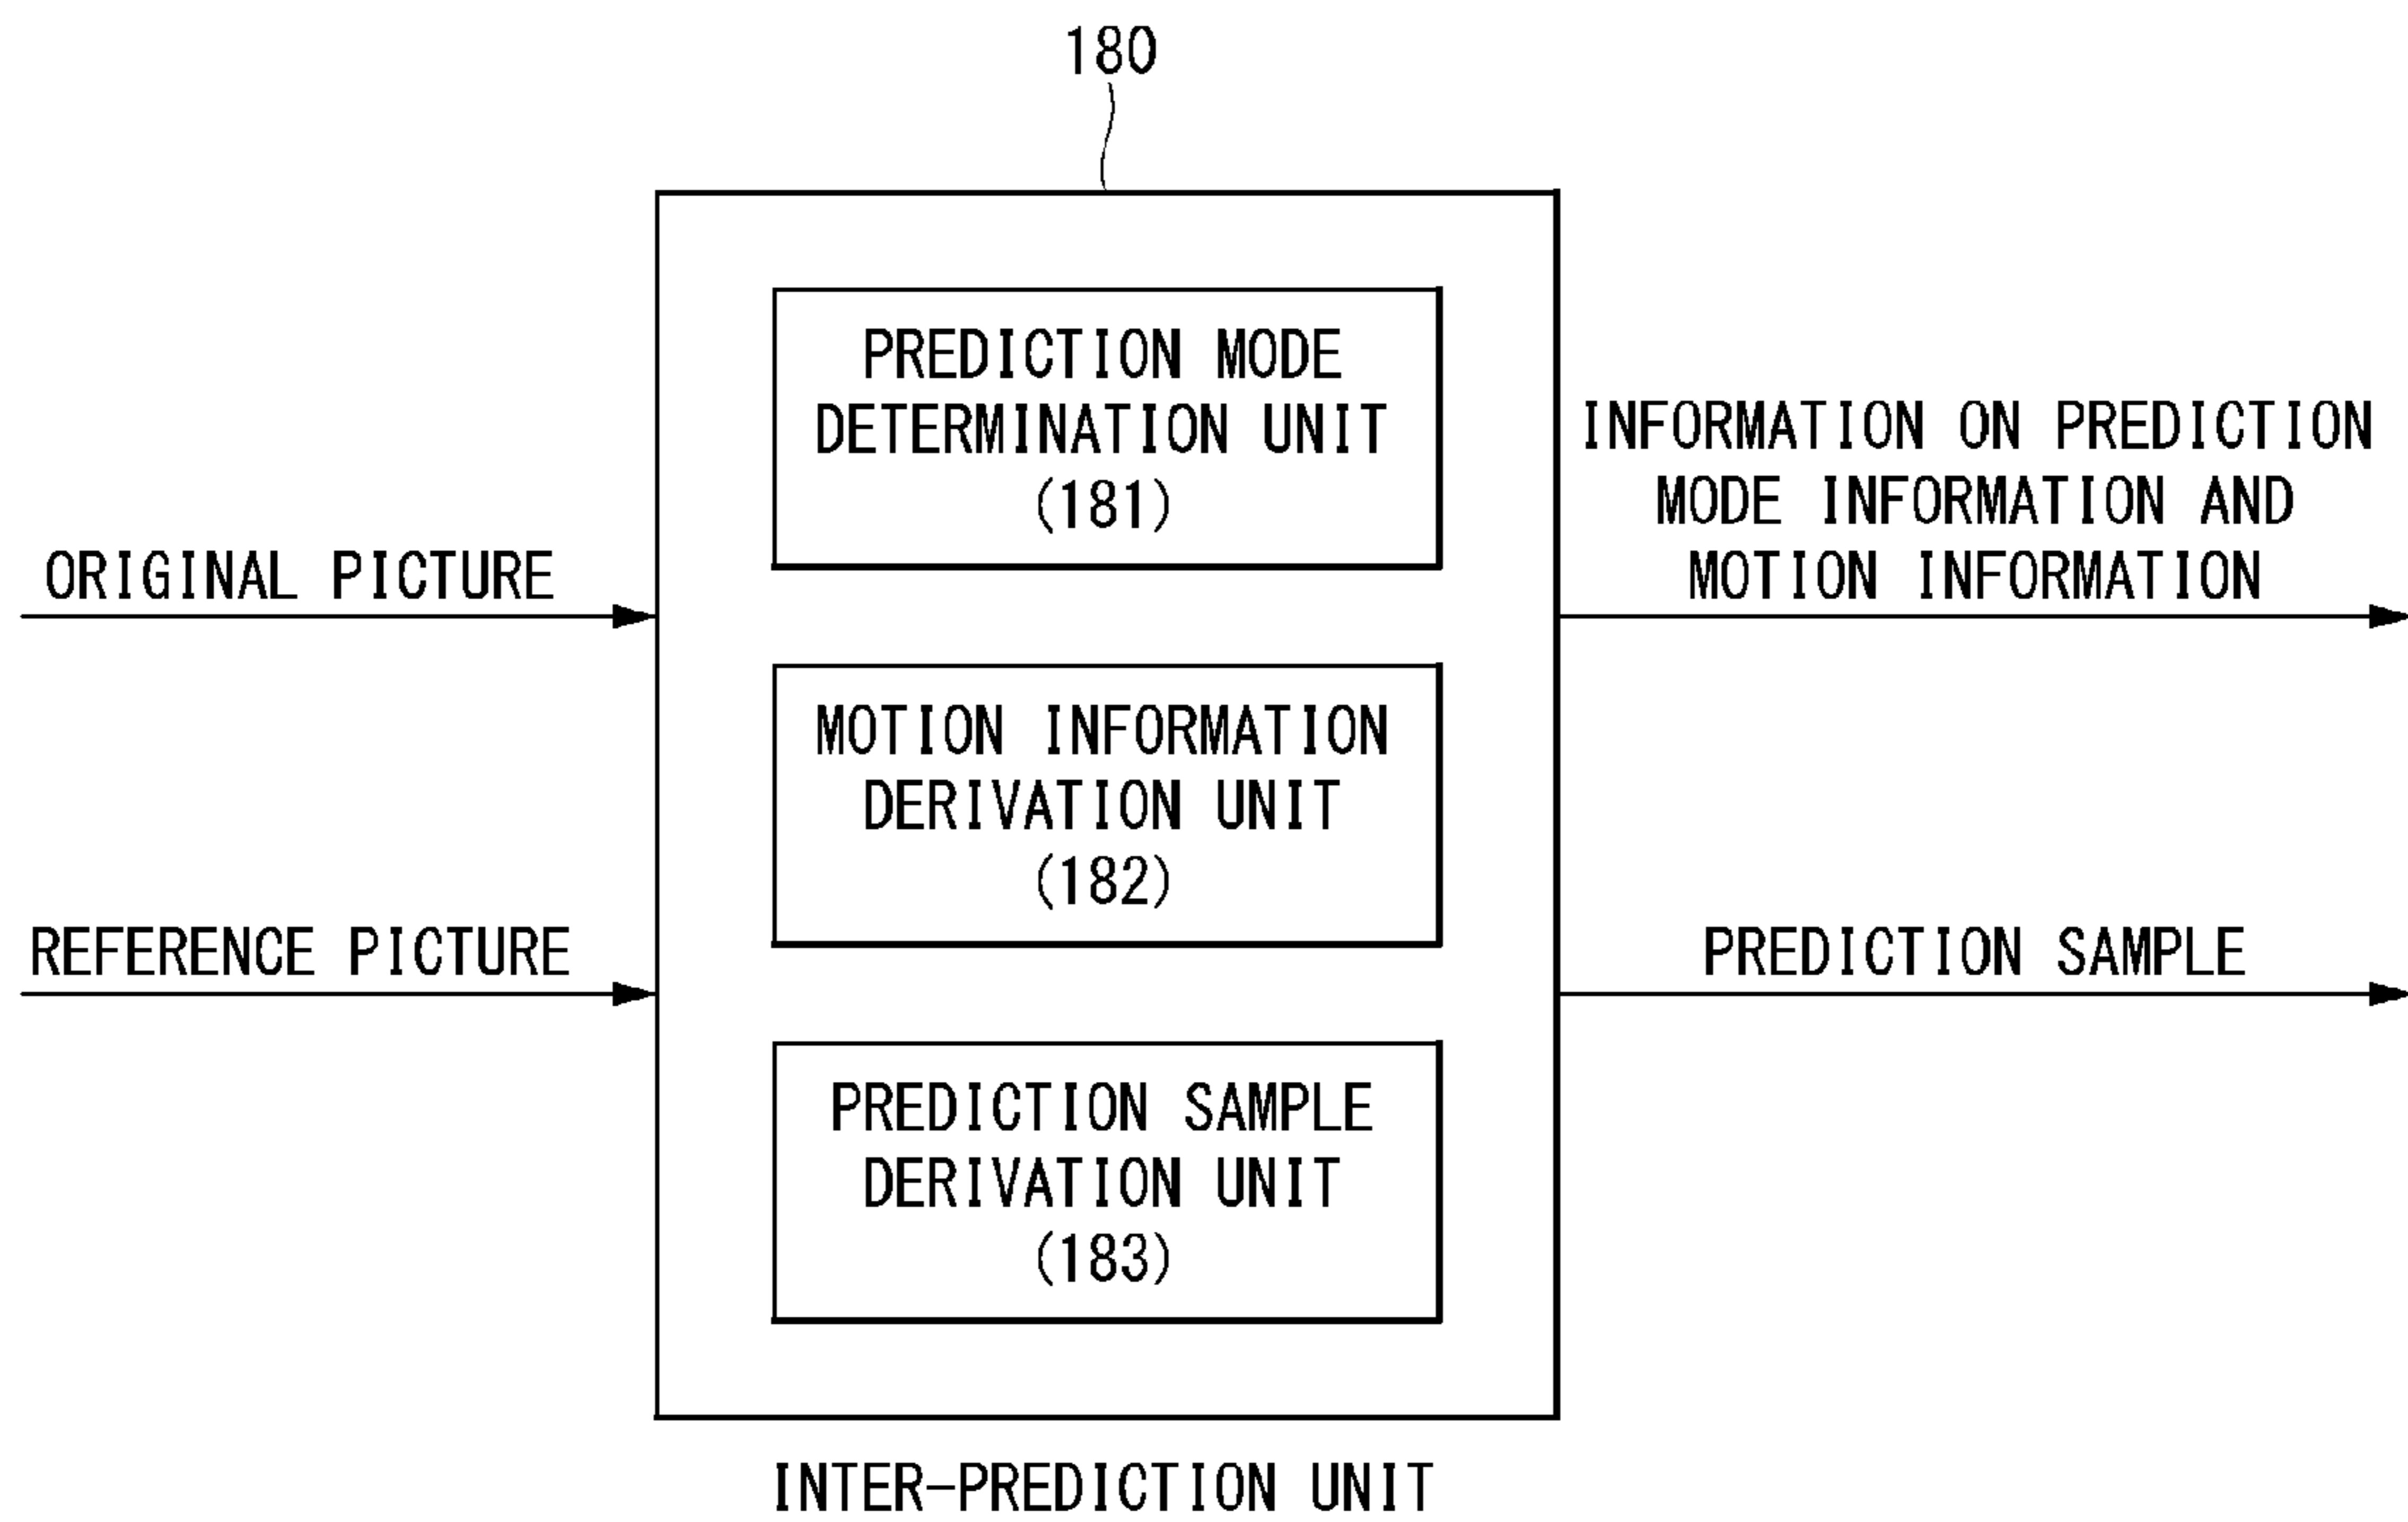 180
PREDICTION MODE
DETERMINATION UNIT
(181)
INFORMATION ON PREDICTION
MODE INFORMATION AND
MOTION INFORMATION
ORIGINAL PICTURE
MOTION INFORMATION
DERIVATION UNIT
(182)
REFERENCE PICTURE
PREDICTION SAMPLE
PREDICTION SAMPLE
DERIVATION UNIT
(183)
INTER-PREDICTION UNIT